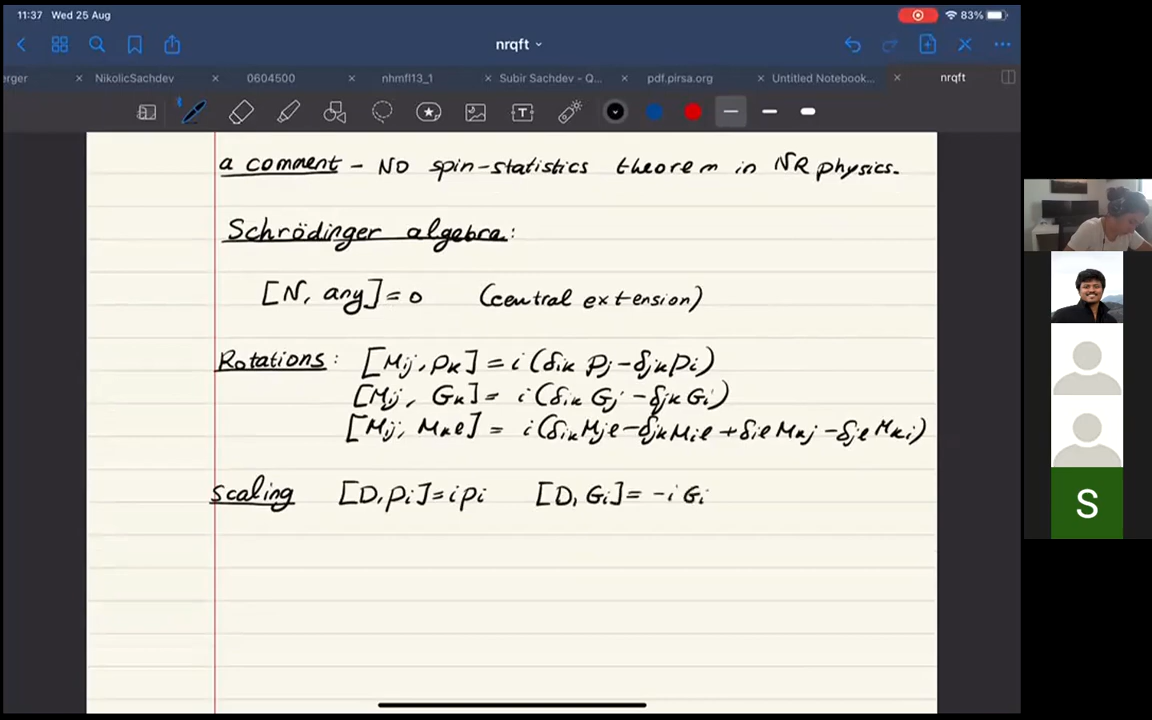 11:37 Wed 25 Aug
83%
nrqft
erger
NikolicSachdev
0604500
nhmfl13_1
Subir Sachdev - Q...
pdf.pirsa.org
Untitled Notebook...
nrqft
a comment - NO spin-statistics theorem in NR physics.
Schrödinger algebra:
[N, any] = 0 (central extension)
Rotations: [Mij, Pk] = i(δik Pj - δjk Pi)
[Mij, Gk] = i(δik Gj - δjk Gi)
[Mij, Mkl] = i(δik Mjl - δjk Mil + δil Mkj - δjl Mki)
Scaling [D, Pi] = iPi [D, Gi] = -i Gi
S